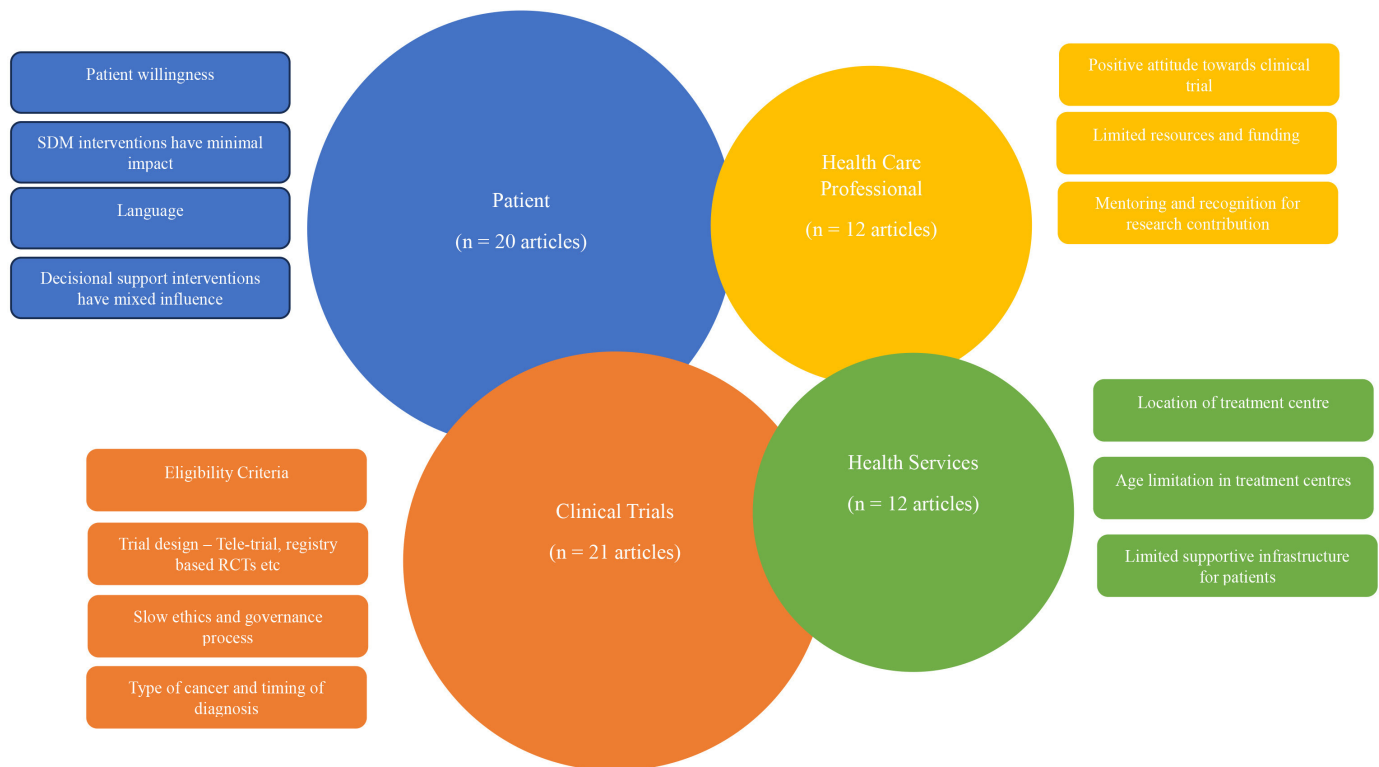 Patient willingness
SDM interventions have minimal
impact
Language
Decisional support interventions
have mixed influence
Patient
(n = 20 articles)
Health Care
Professional
(n = 12 articles)
Positive attitude towards clinical
trial
Limited resources and funding
Mentoring and recognition for
research contribution
Eligibility Criteria
Trial design – Tele-trial, registry
based RCTs etc
Slow ethics and governance
process
Type of cancer and timing of
diagnosis
Clinical Trials
(n = 21 articles)
Health Services
(n = 12 articles)
Location of treatment centre
Age limitation in treatment centres
Limited supportive infrastructure
for patients